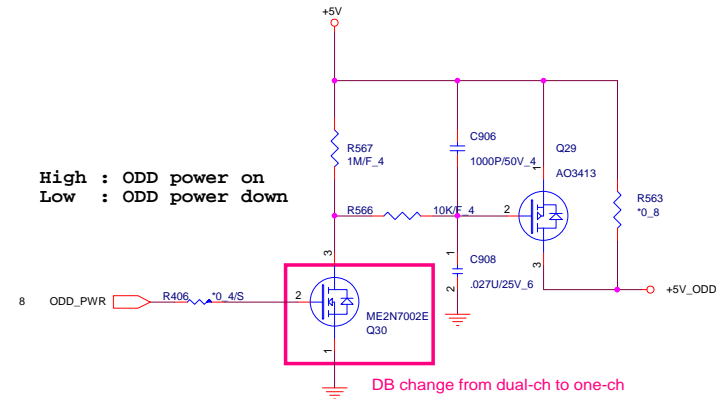 +5V
C906
1000P/50V_4
Q29
AO3413
R567
1M/F_4
1
High : ODD power on
Low : ODD power down
R563
*0_8
R566
10K/F_4
2
3
1
C908
.027U/25V_6
2
3
+5V_ODD
8
ODD_PWR
R406
*0_4/S
2
ME2N7002E
Q30
1
DB change from dual-ch to one-ch